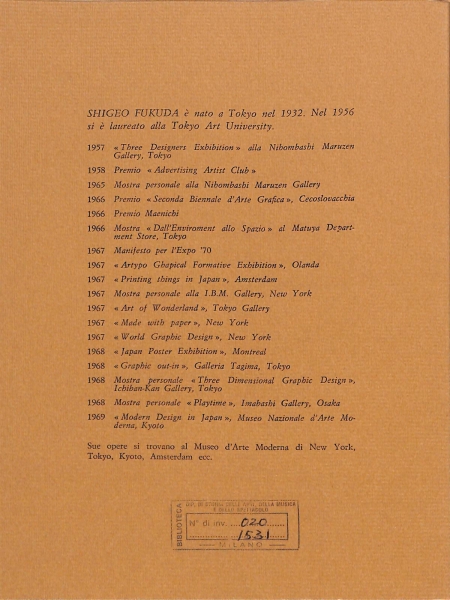 SHIGEO FUKUDA è nato a Tokyo nel 1932. Nel 1956
si è laureato alla Tokyo Art University.
1957 « Three Designers Exhibition » alla Nihombashi Maruzen
Gallery, Tokyo
1958 Premio « Advertising Artist Club »
1965 Mostra personale alla Nihombashi Maruzen Gallery
1966 Premio « Seconda Biennale d'Arte Grafica », Cecoslovacchia
1966 Premio Maenichi
1966 Mostra « Dall'Enviroment allo Spazio » al Matuya Depart-
ment Store, Tokyo
1967 Manifesto per l'Expo '70
1967 « Artypo Ghapical Formative Exhibition », Olanda
1967 « Printing things in Japan », Amsterdam
1967 Mostra personale alla I.B.M. Gallery, New York
1967 « Art of Wonderland », Tokyo Gallery
1967 « Made with paper », New York
1967 « World Graphic Design », New York
1968 « Japan Poster Exhibition », Montreal
1968 « Graphic out-in », Galleria Tagima, Tokyo
1968 Mostra personale « Three Dimensional Graphic Design »,
Ichiban-Kan Gallery, Tokyo
1968 Mostra personale « Playtime », Imabashi Gallery, Osaka
1969 « Modern Design in Japan », Museo Nazionale d'Arte Mo-
derna, Kyoto
Sue opere si trovano al Museo d'Arte Moderna di New York,
Tokyo, Kyoto, Amsterdam ecc.
BIBLIOTECA
DELLA MUSICA
E DELLO SPETTACOLO
N° di inv. 020
1531
MILANO